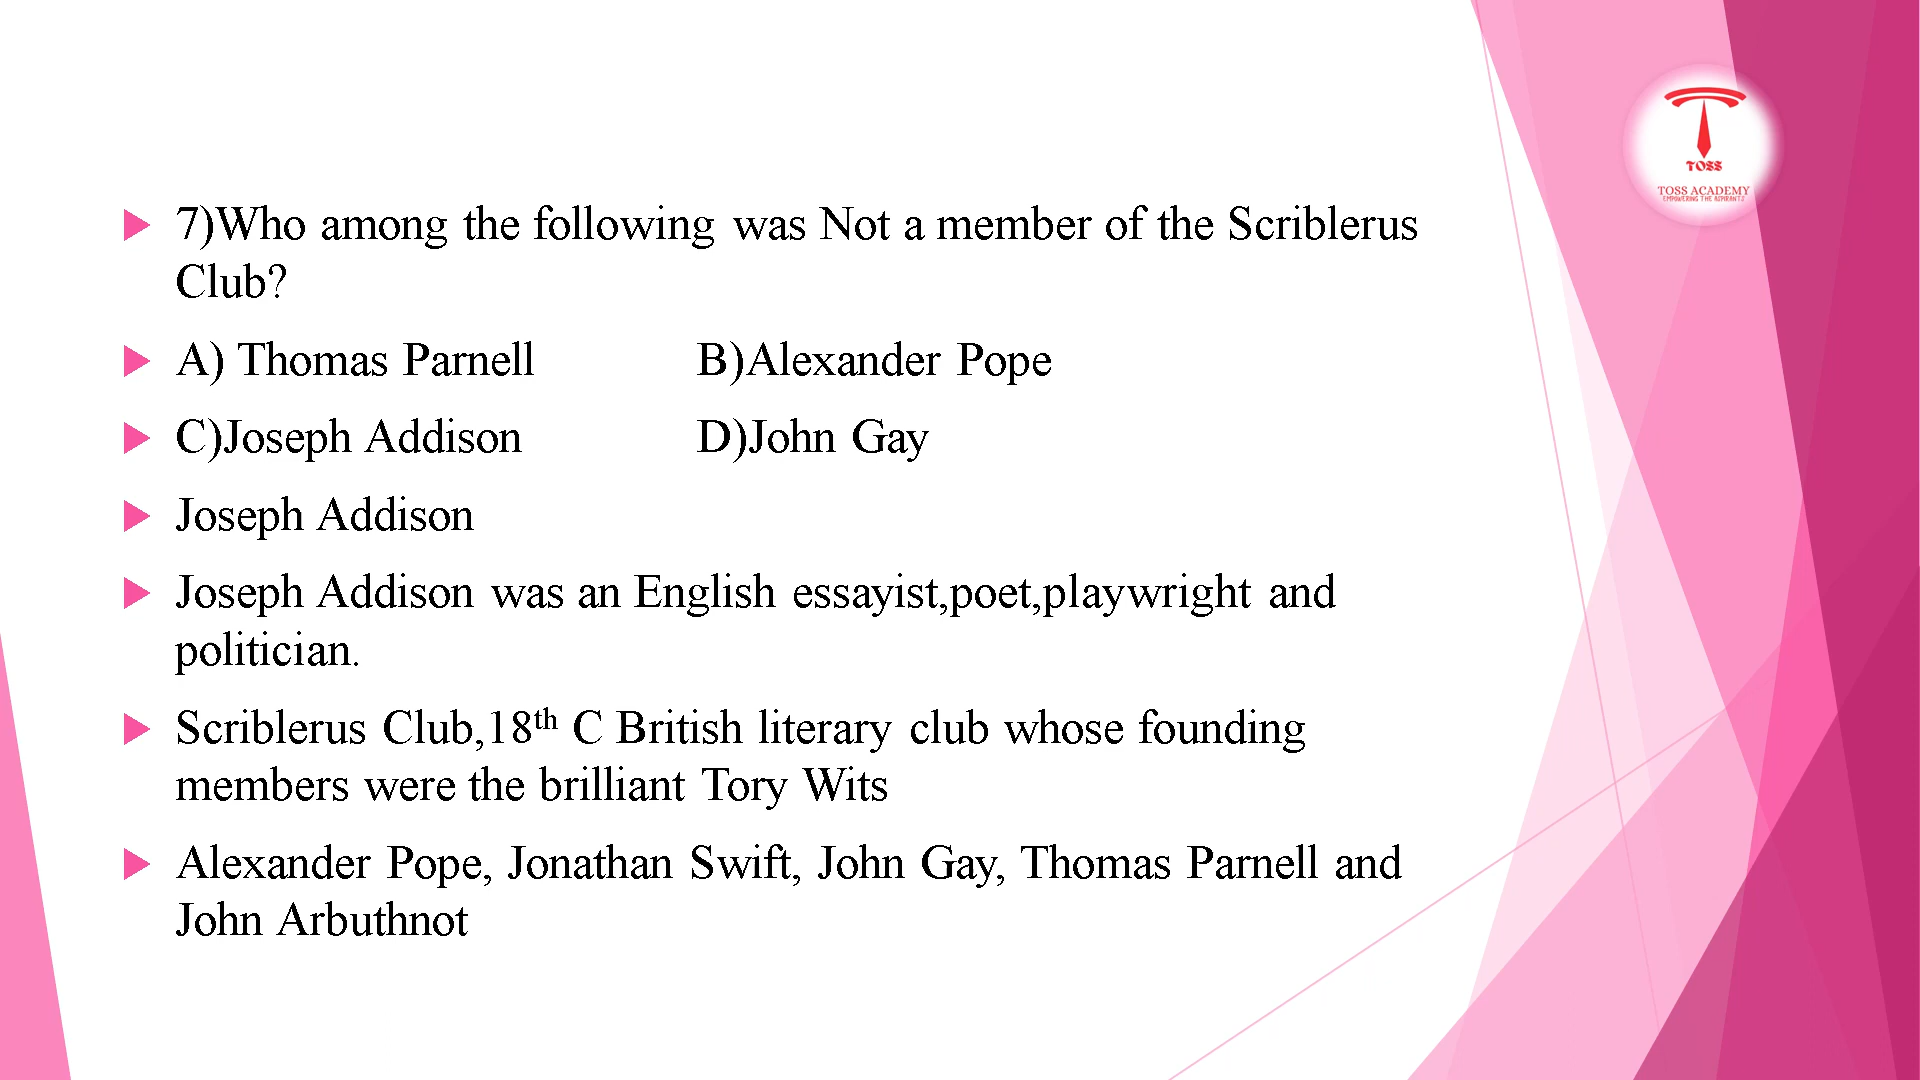 TOSS
TOSS ACADEMY
EMPOWERING THE ASPIRANTS
7)Who among the following was Not a member of the Scriblerus
Club?
A) Thomas Parnell B)Alexander Pope
C)Joseph Addison D)John Gay
Joseph Addison
Joseph Addison was an English essayist,poet,playwright and
politician.
Scriblerus Club,18th C British literary club whose founding
members were the brilliant Tory Wits
Alexander Pope, Jonathan Swift, John Gay, Thomas Parnell and
John Arbuthnot